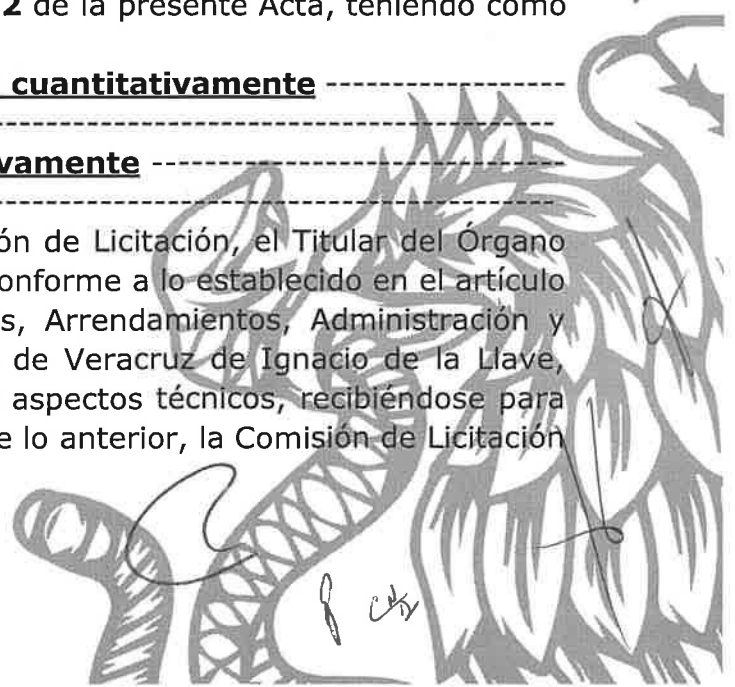 2 de la presente Acta, teniendo como
cuantitativamente ------------------
------------------------------------------
vamente -------------------------------
------------------------------------------
ón de Licitación, el Titular del Órgano
onforme a lo establecido en el artículo
s, Arrendamientos, Administración y
de Veracruz de Ignacio de la Llave,
aspectos técnicos, recibiéndose para
e lo anterior, la Comisión de Licitación